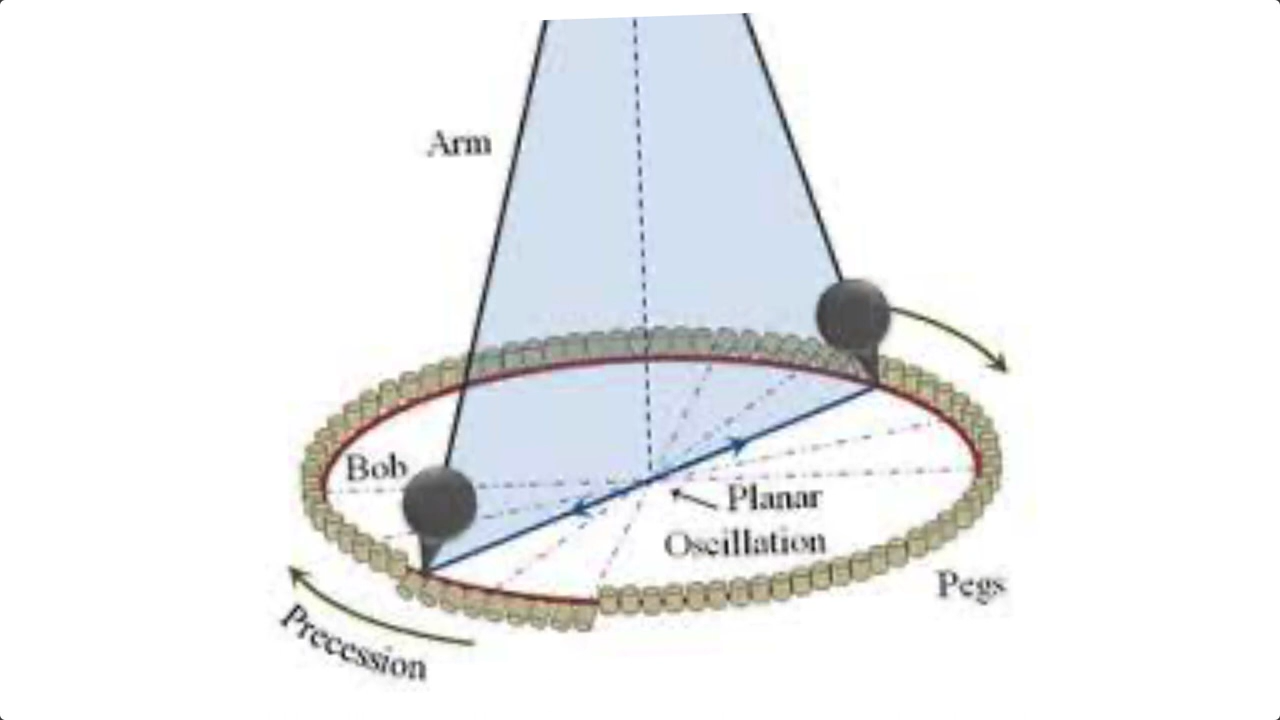 Arm
Bob
Planar
Oscillation
Pegs
Precession